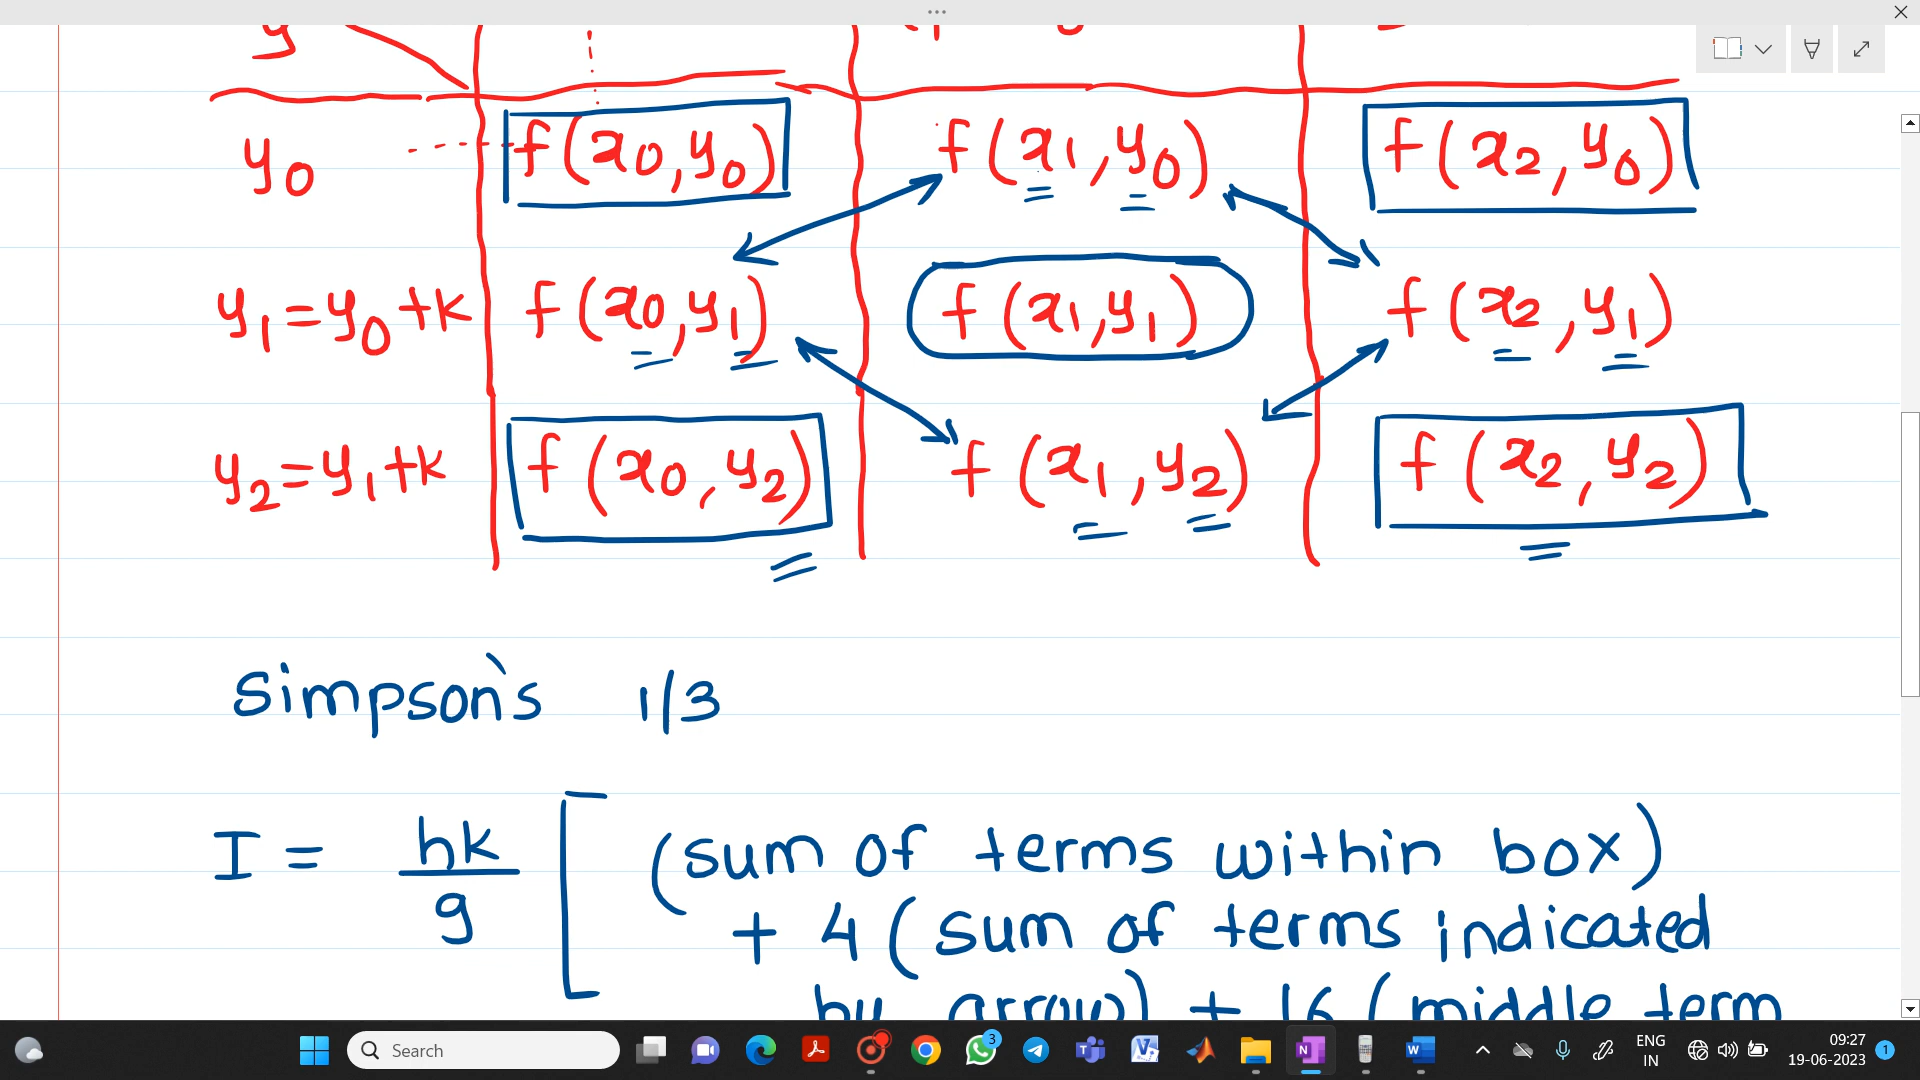 y
y0 f(x0,y0) f(x1,y0) f(x2,y0)
y1=y0+k f(x0,y1) f(x1,y1) f(x2,y1)
y2=y1+k f(x0,y2) f(x1,y2) f(x2,y2)
Simpson's 1/3
I = hk/9 [ (sum of terms within box)
+ 4 ( sum of terms indicated
by arrow) + 16 ( middle term
Search
3
ENG
IN
09:27
19-06-2023
1